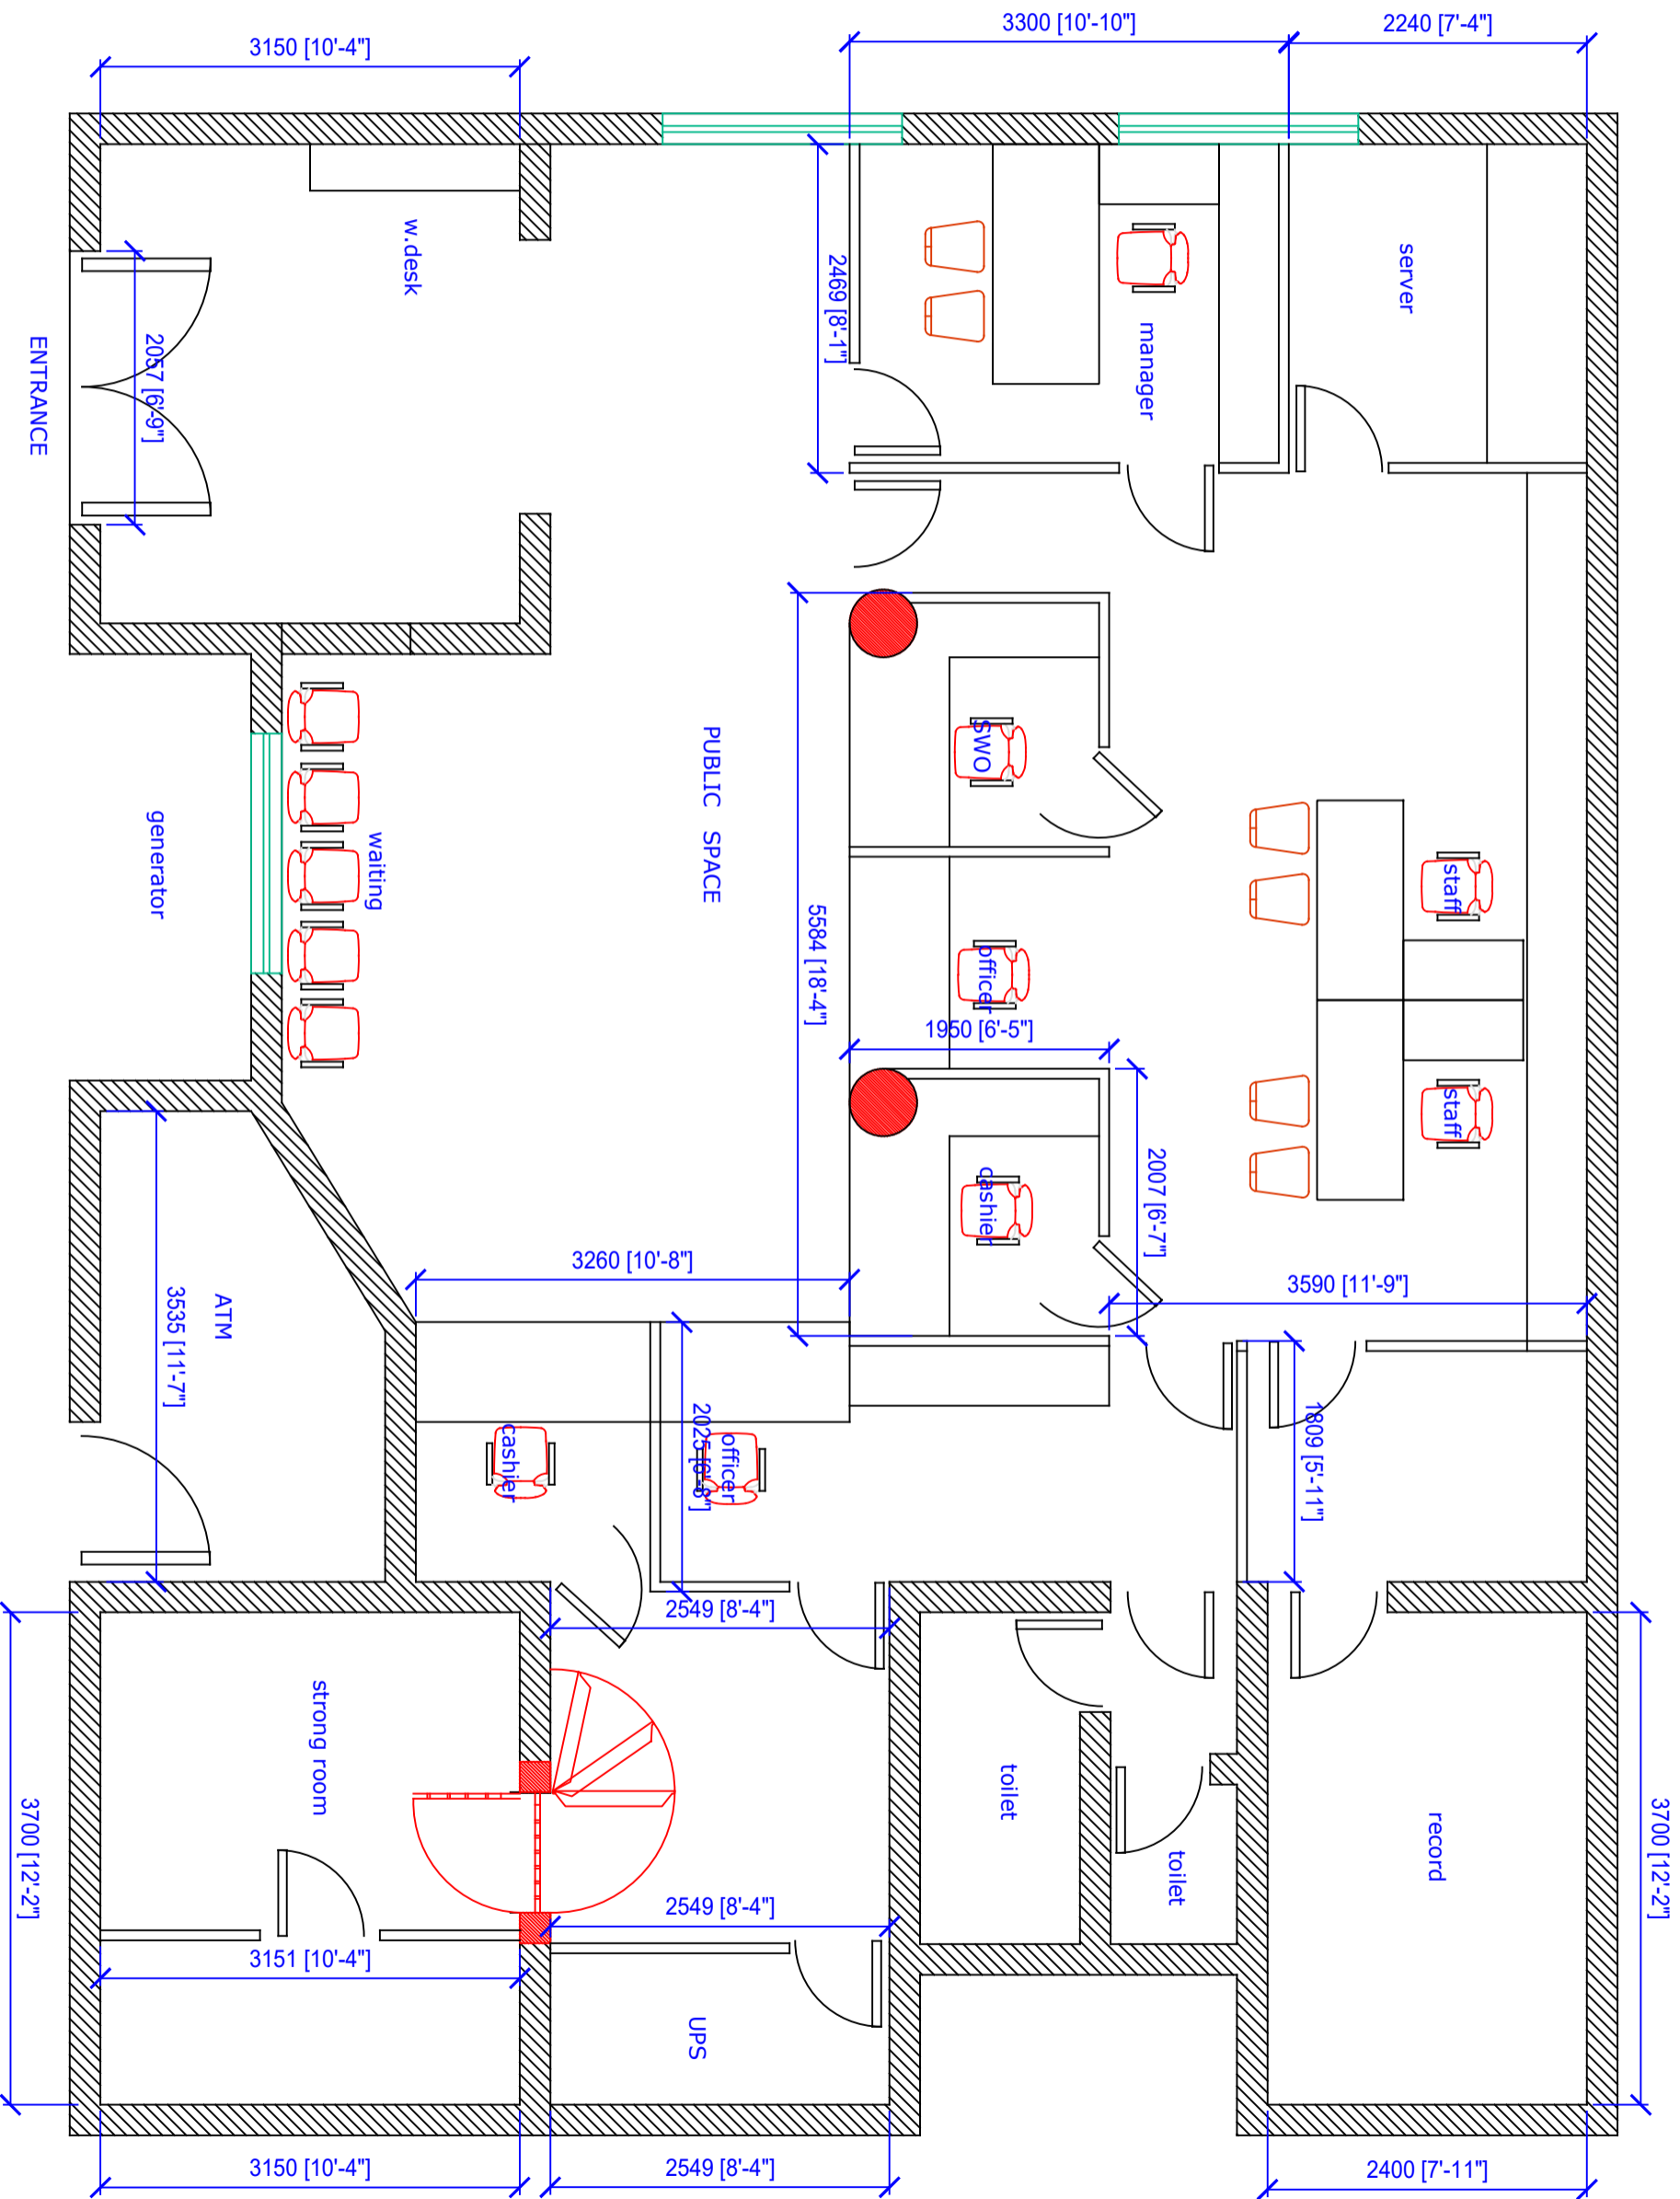 3300 [10'-10"]
2240 [7'-4"]
3150 [10'-4"]
w.desk
2469 [8'-1"]
server
manager
2057 [6'-9"]
ENTRANCE
PUBLIC SPACE
SWO
generator
waiting
staff
5584 [18'-4"]
officer
1950 [6'-5"]
staff
2007 [6'-7"]
cashier
3260 [10'-8"]
3590 [11'-9"]
ATM
3535 [11'-7"]
cashier
2025 [6'-8"]
officer
1809 [5'-11"]
2549 [8'-4"]
strong room
toilet
toilet
record
3700 [12'-2"]
3700 [12'-2"]
2549 [8'-4"]
3151 [10'-4"]
UPS
3150 [10'-4"]
2549 [8'-4"]
2400 [7'-11"]